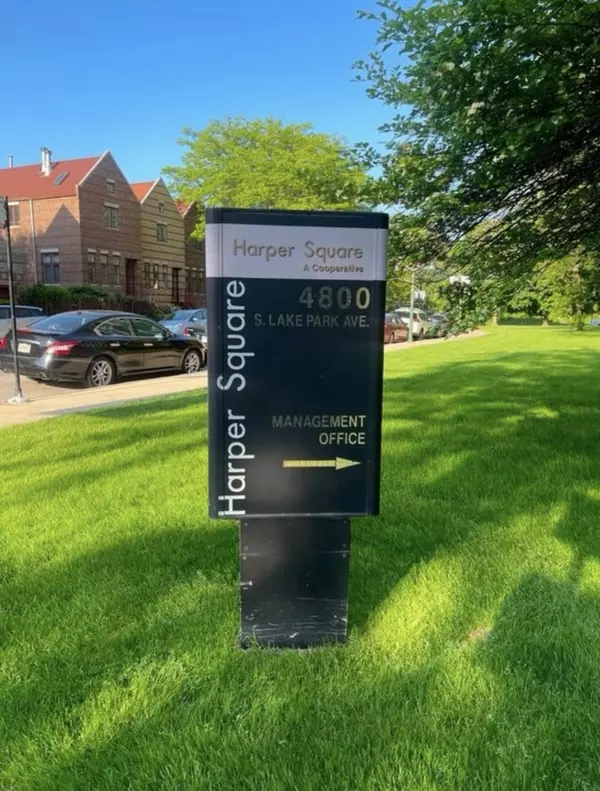 Harper Square
A Cooperative
4800
S. LAKE PARK AVE.
Harper Square
MANAGEMENT
OFFICE